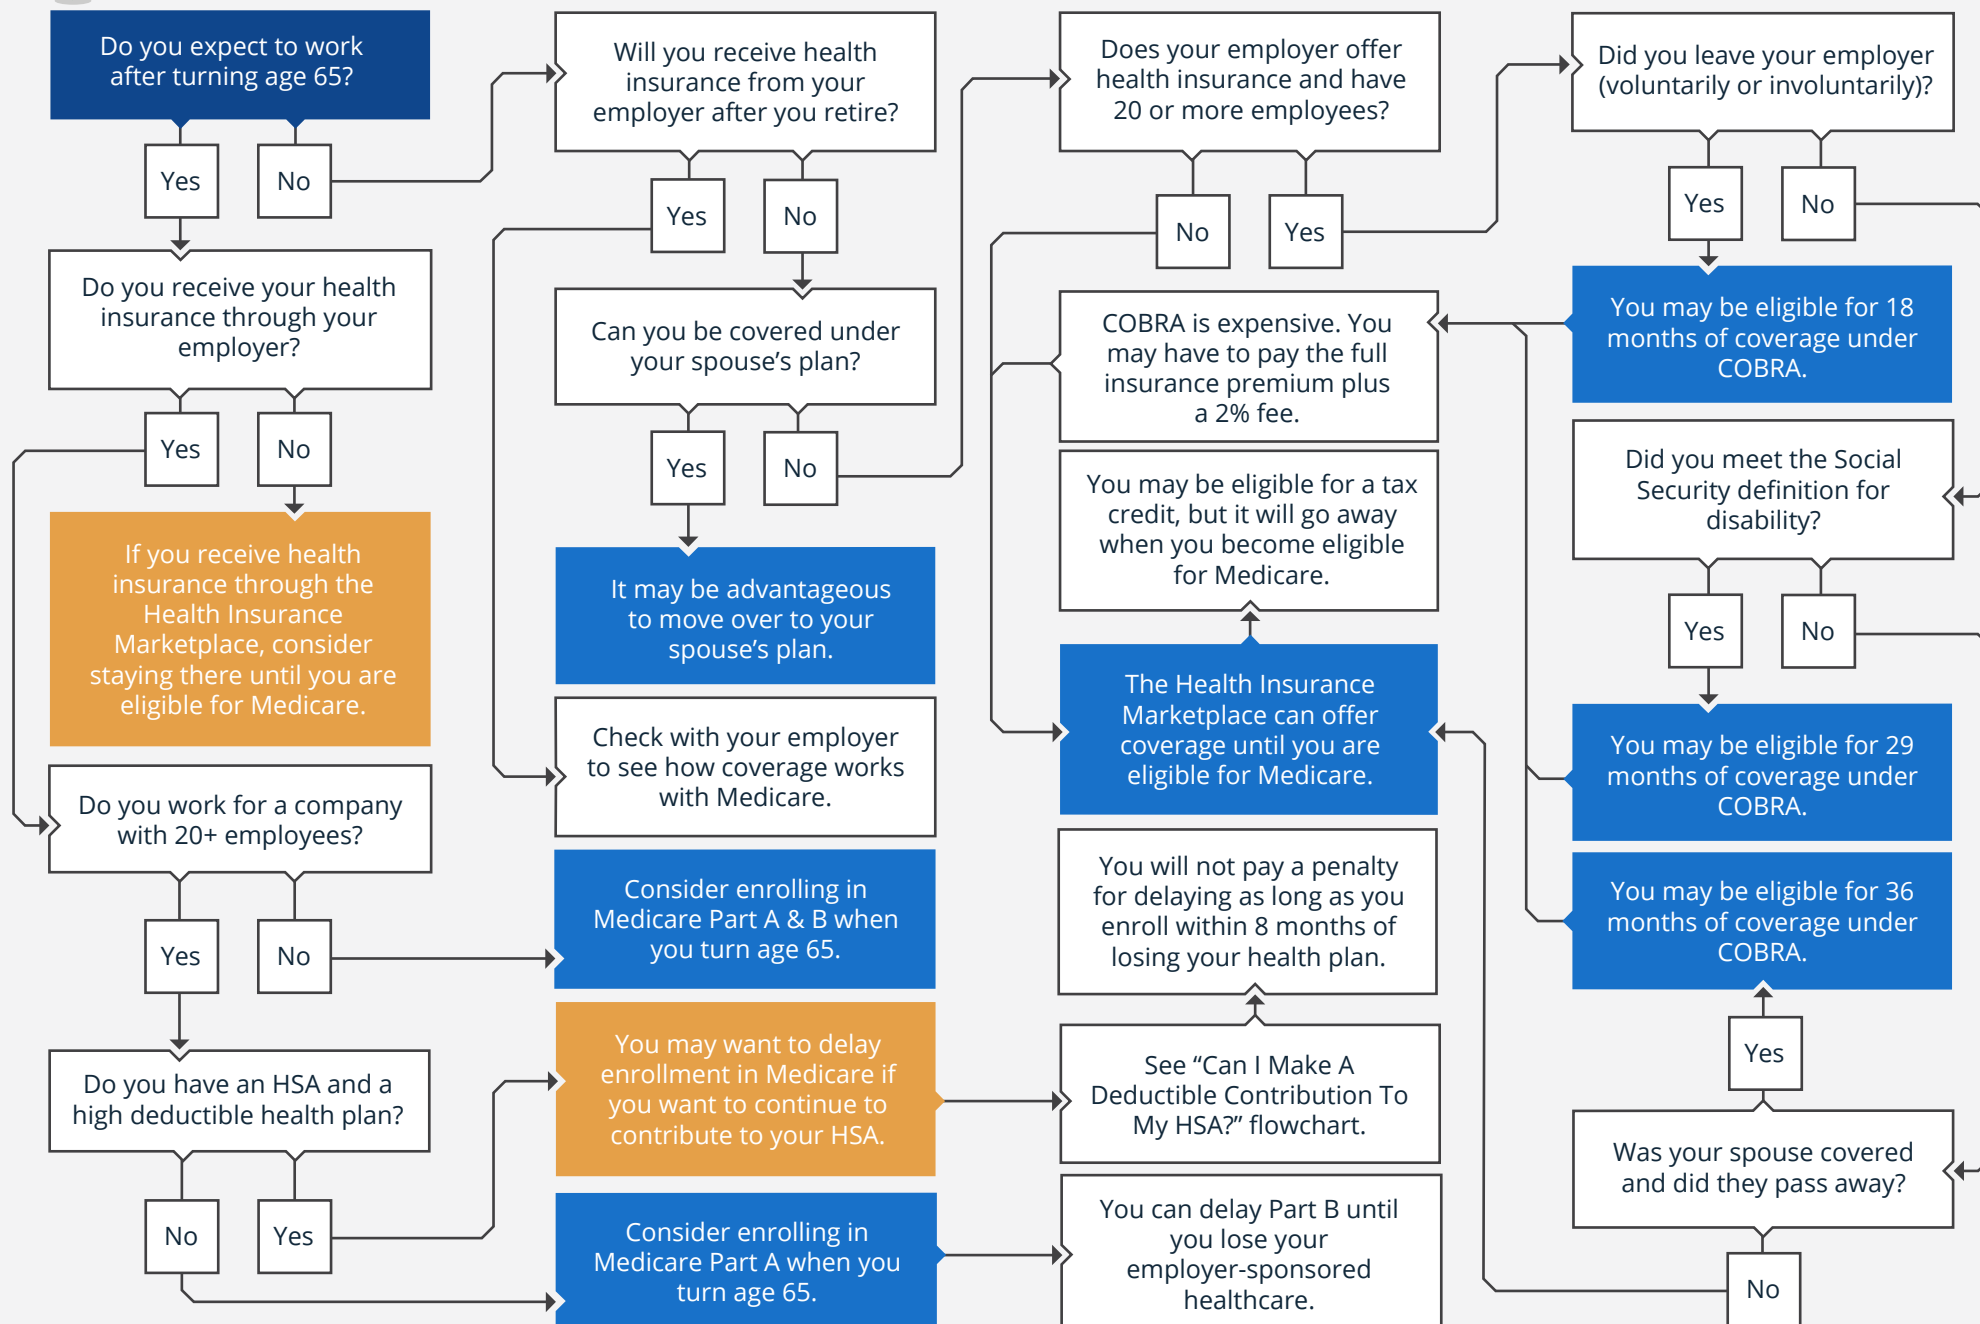 Do you expect to work
after turning age 65?
Yes
No
Do you receive your health
insurance through your
employer?
Yes
No
If you receive health
insurance through the
Health Insurance
Marketplace, consider
staying there until you are
eligible for Medicare.
Do you work for a company
with 20+ employees?
Yes
No
Do you have an HSA and a
high deductible health plan?
No
Yes
Will you receive health
insurance from your
employer after you retire?
Yes
No
Can you be covered under
your spouse’s plan?
Yes
No
It may be advantageous
to move over to your
spouse’s plan.
Check with your employer
to see how coverage works
with Medicare.
Consider enrolling in
Medicare Part A & B when
you turn age 65.
You may want to delay
enrollment in Medicare if
you want to continue to
contribute to your HSA.
Consider enrolling in
Medicare Part A when you
turn age 65.
Does your employer offer
health insurance and have
20 or more employees?
No
Yes
COBRA is expensive. You
may have to pay the full
insurance premium plus
a 2% fee.
You may be eligible for a tax
credit, but it will go away
when you become eligible
for Medicare.
The Health Insurance
Marketplace can offer
coverage until you are
eligible for Medicare.
You will not pay a penalty
for delaying as long as you
enroll within 8 months of
losing your health plan.
See “Can I Make A
Deductible Contribution To
My HSA?” flowchart.
You can delay Part B until
you lose your
employer-sponsored
healthcare.
Did you leave your employer
(voluntarily or involuntarily)?
Yes
No
You may be eligible for 18
months of coverage under
COBRA.
Did you meet the Social
Security definition for
disability?
Yes
No
You may be eligible for 29
months of coverage under
COBRA.
You may be eligible for 36
months of coverage under
COBRA.
Yes
Was your spouse covered
and did they pass away?
No